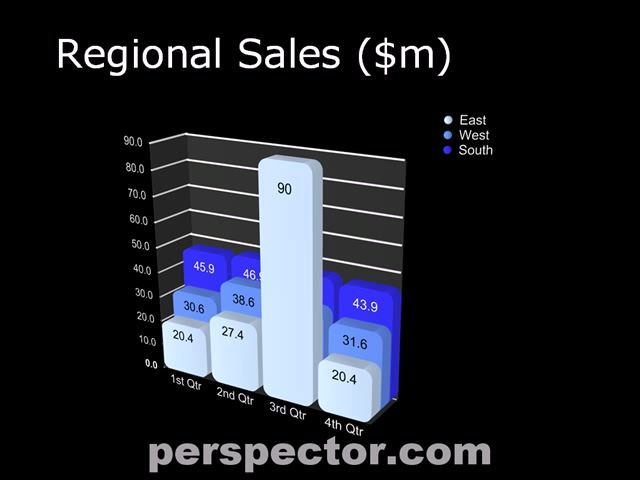 Regional Sales ($m)
East
West
South
90.0
80.0
70.0
60.0
50.0
40.0
30.0
20.0
10.0
0.0
90
45.9
46.9
43.9
30.6
38.6
31.6
20.4
27.4
20.4
1st Qtr
2nd Qtr
3rd Qtr
4th Qtr
perspector.com